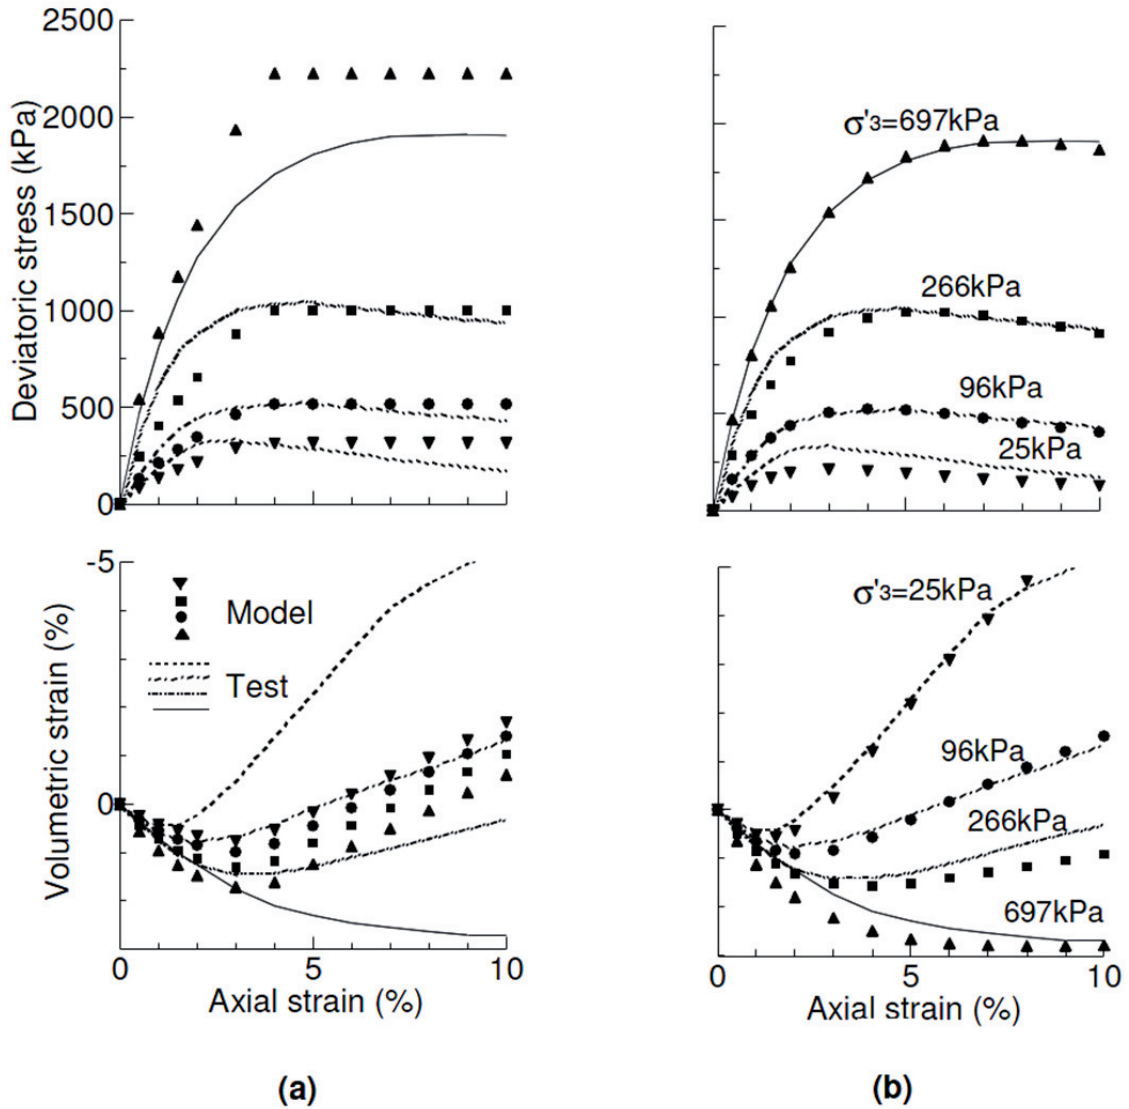 2500
2000
1500
1000
500
0
Deviatoric stress (kPa)
σ'3=697kPa
266kPa
96kPa
25kPa
-5
0
Volumetric strain (%)
Model
Test
0 5 10
Axial strain (%)
σ'3=25kPa
96kPa
266kPa
697kPa
0 5 10
Axial strain (%)
(a)
(b)